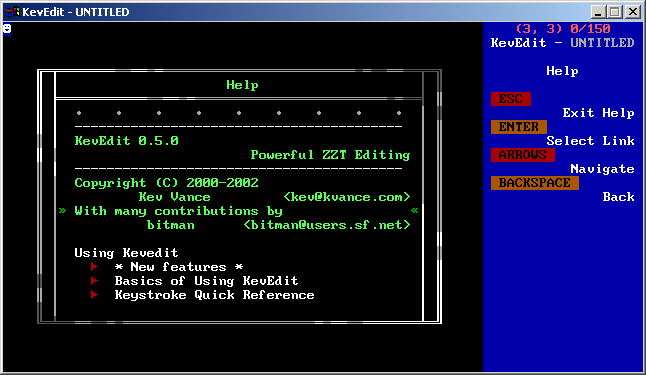 KevEdit - UNTITLED
(3, 3) 0/150
KevEdit - UNTITLED
Help
ESC
Exit Help
ENTER
Select Link
ARROWS
Navigate
BACKSPACE
Back
Help
KevEdit 0.5.0
Powerful ZZT Editing
Copyright (C) 2000-2002
Kev Vance <kev@kvance.com>
» With many contributions by «
bitman <bitman@users.sf.net>
Using Kevedit
* New features *
Basics of Using KevEdit
Keystroke Quick Reference